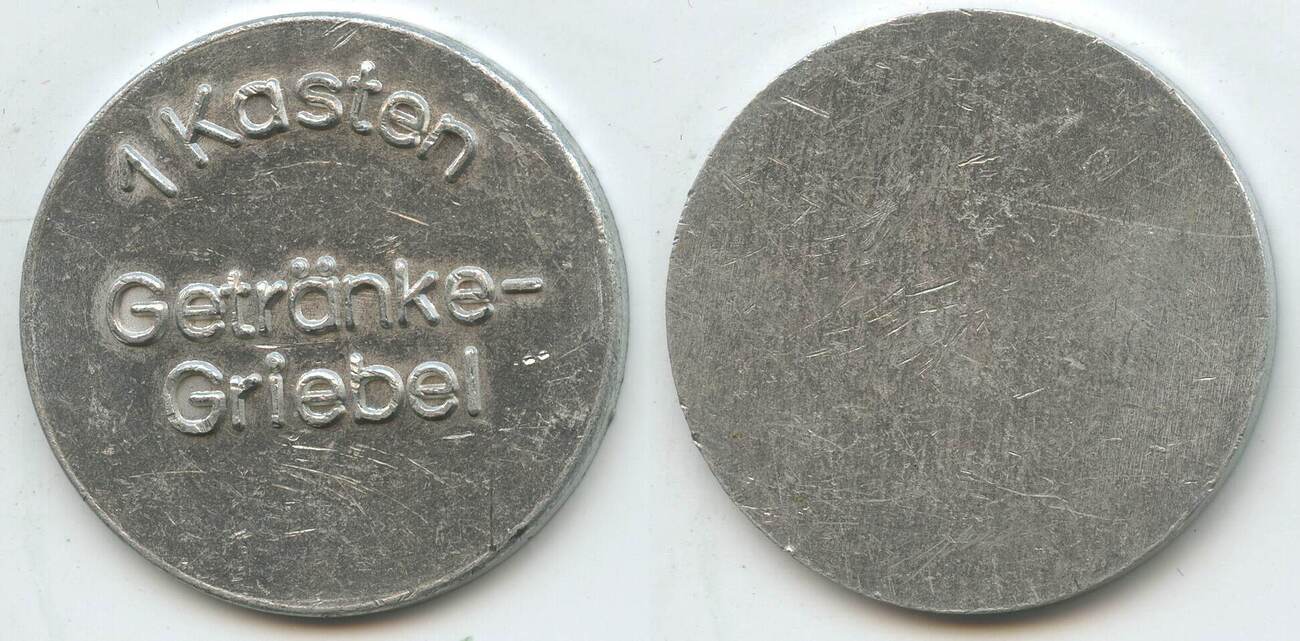 1 Kasten
Getränke-
Griebel